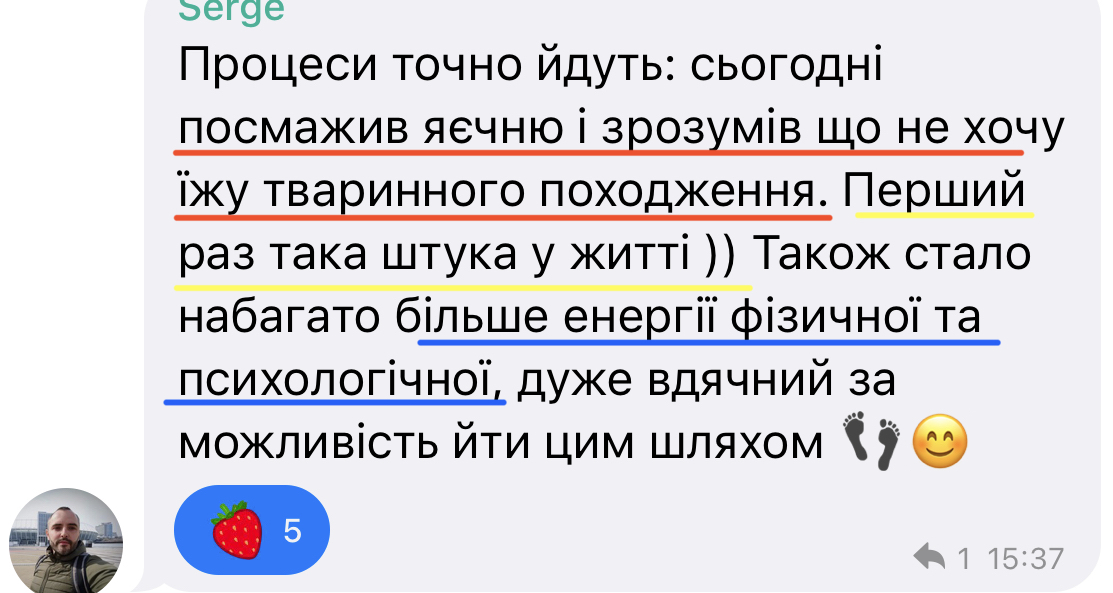 Serge
Процеси точно йдуть: сьогодні
посмажив яєчню і зрозумів що не хочу
їжу тваринного походження. Перший
раз така штука у житті )) Також стало
набагато більше енергії фізичної та
психологічної, дуже вдячний за
можливість йти цим шляхом 👣😊
🍓 5
1 15:37